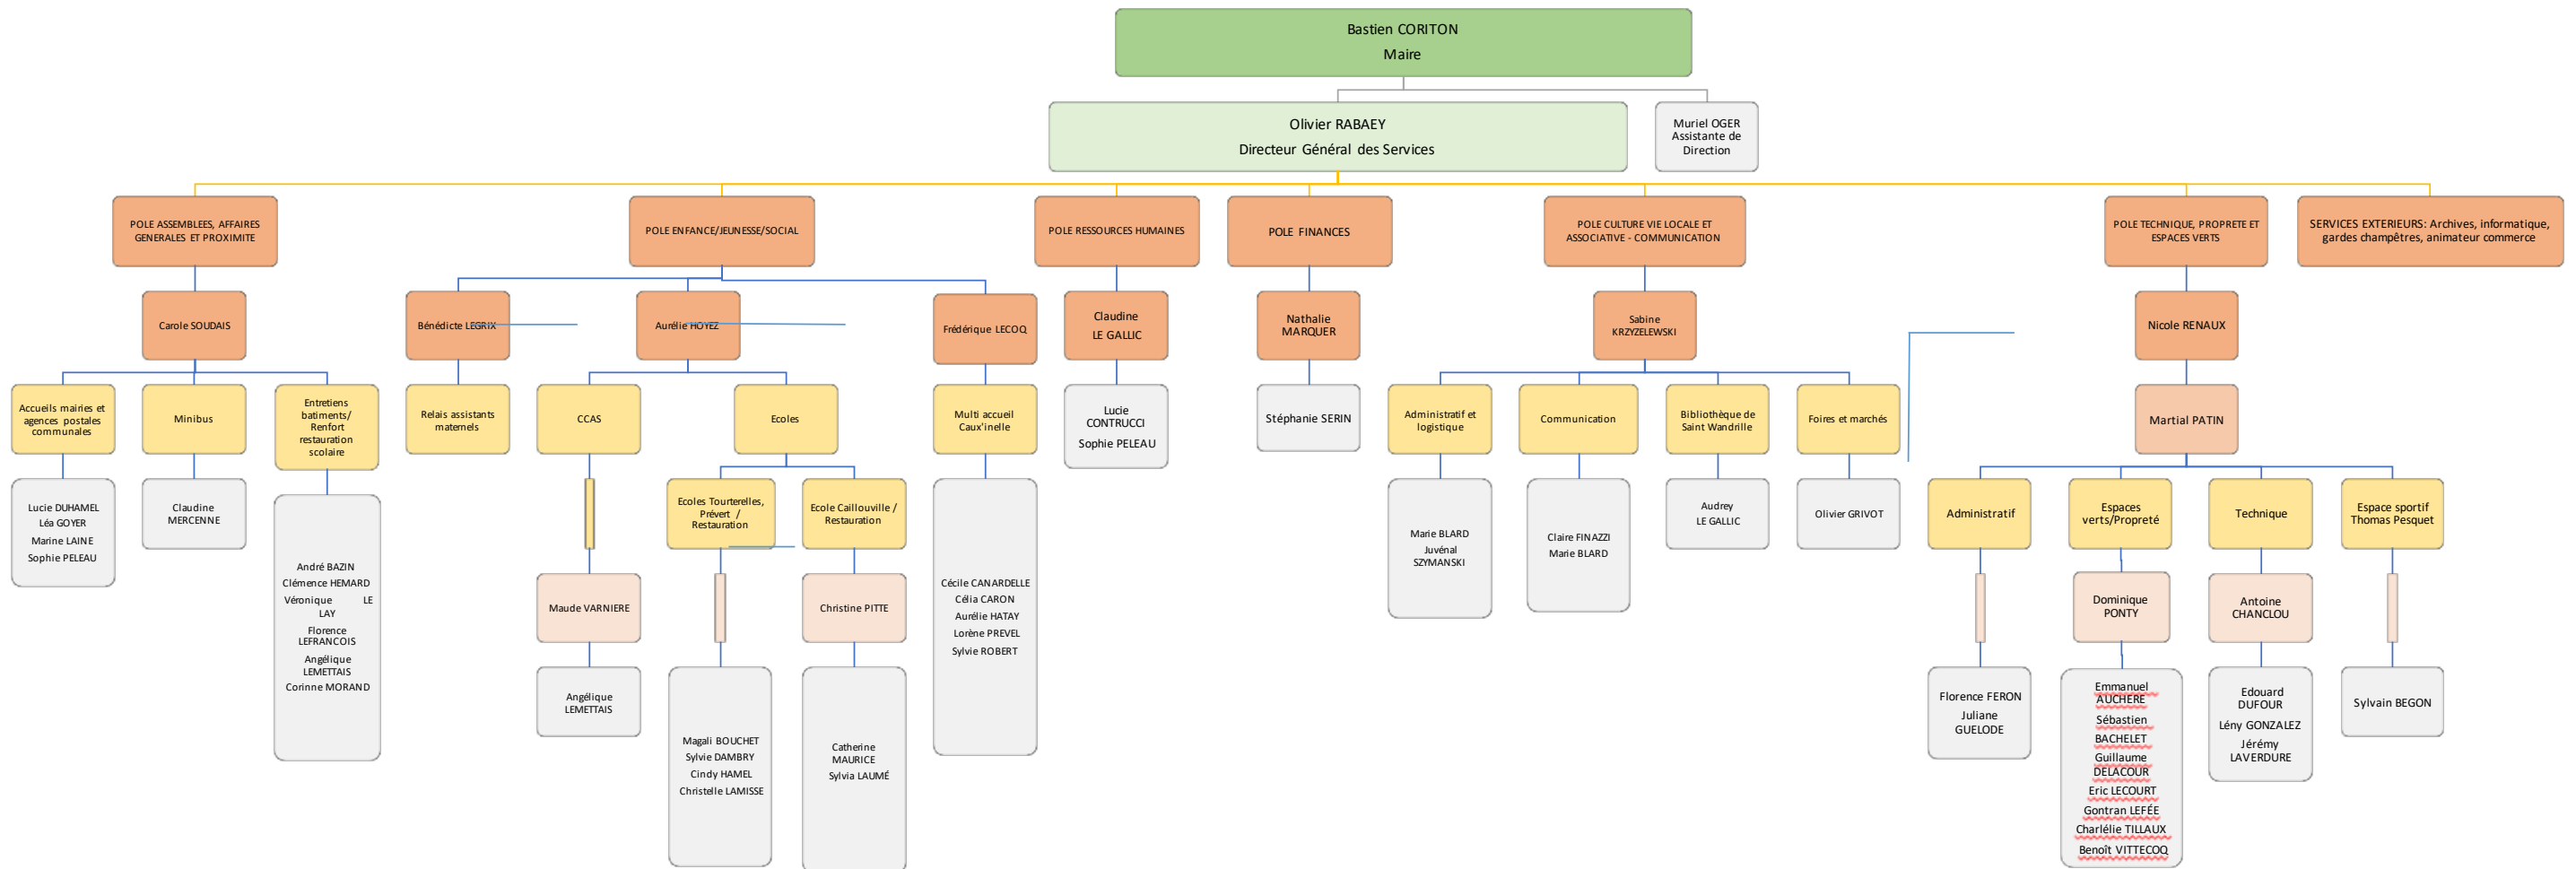 Bastien CORITON
Maire
Olivier RABAEY
Directeur Général des Services
Muriel OGER
Assistante de
Direction
POLE ASSEMBLEES, AFFAIRES
GENERALES ET PROXIMITE
POLE ENFANCE/JEUNESSE/SOCIAL
POLE RESSOURCES HUMAINES
POLE FINANCES
POLE CULTURE VIE LOCALE ET
ASSOCIATIVE - COMMUNICATION
POLE TECHNIQUE, PROPRETE ET
ESPACES VERTS
SERVICES EXTERIEURS: Archives, informatique,
gardes champêtres, animateur commerce
Carole SOUDAIS
Bénédicte LEGRIX
Aurélie HOYEZ
Frédérique LECOQ
Claudine
LE GALLIC
Nathalie
MARQUER
Sabine
KRZYZELEWSKI
Nicole RENAUX
Accueils mairies et
agences postales
communales
Minibus
Entretiens
batiments/
Renfort
restauration
scolaire
Relais assistants
maternels
CCAS
Ecoles
Multi accueil
Caux'inelle
Lucie
CONTRUCCI
Sophie PELEAU
Stéphanie SERIN
Administratif et
logistique
Communication
Bibliothèque de
Saint Wandrille
Foires et marchés
Martial PATIN
Lucie DUHAMEL
Léa GOYER
Marine LAINE
Sophie PELEAU
Claudine
MERCENNE
André BAZIN
Clémence HEMARD
Véronique LE
LAY
Florence
LEFRANCOIS
Angélique
LEMETTAIS
Corinne MORAND
Ecoles Tourterelles,
Prévert /
Restauration
Ecole Caillouville /
Restauration
Cécile CANARDELLE
Célia CARON
Aurélie HATAY
Lorène PREVEL
Sylvie ROBERT
Marie BLARD
Juvénal
SZYMANSKI
Claire FINAZZI
Marie BLARD
Audrey
LE GALLIC
Olivier GRIVOT
Administratif
Espaces
verts/Propreté
Technique
Espace sportif
Thomas Pesquet
Maude VARNIERE
Christine PITTE
Dominique
PONTY
Antoine
CHANCLOU
Angélique
LEMETTAIS
Magali BOUCHET
Sylvie DAMBRY
Cindy HAMEL
Christelle LAMISSE
Catherine
MAURICE
Sylvia LAUMÉ
Florence FERON
Juliane
GUELODE
Emmanuel
AUCHERE
Sébastien
BACHELET
Guillaume
DELACOUR
Eric LECOURT
Gontran LEFÉE
Charlélie TILLAUX
Benoît VITTECOQ
Edouard
DUFOUR
Lény GONZALEZ
Jérémy
LAVERDURE
Sylvain BEGON